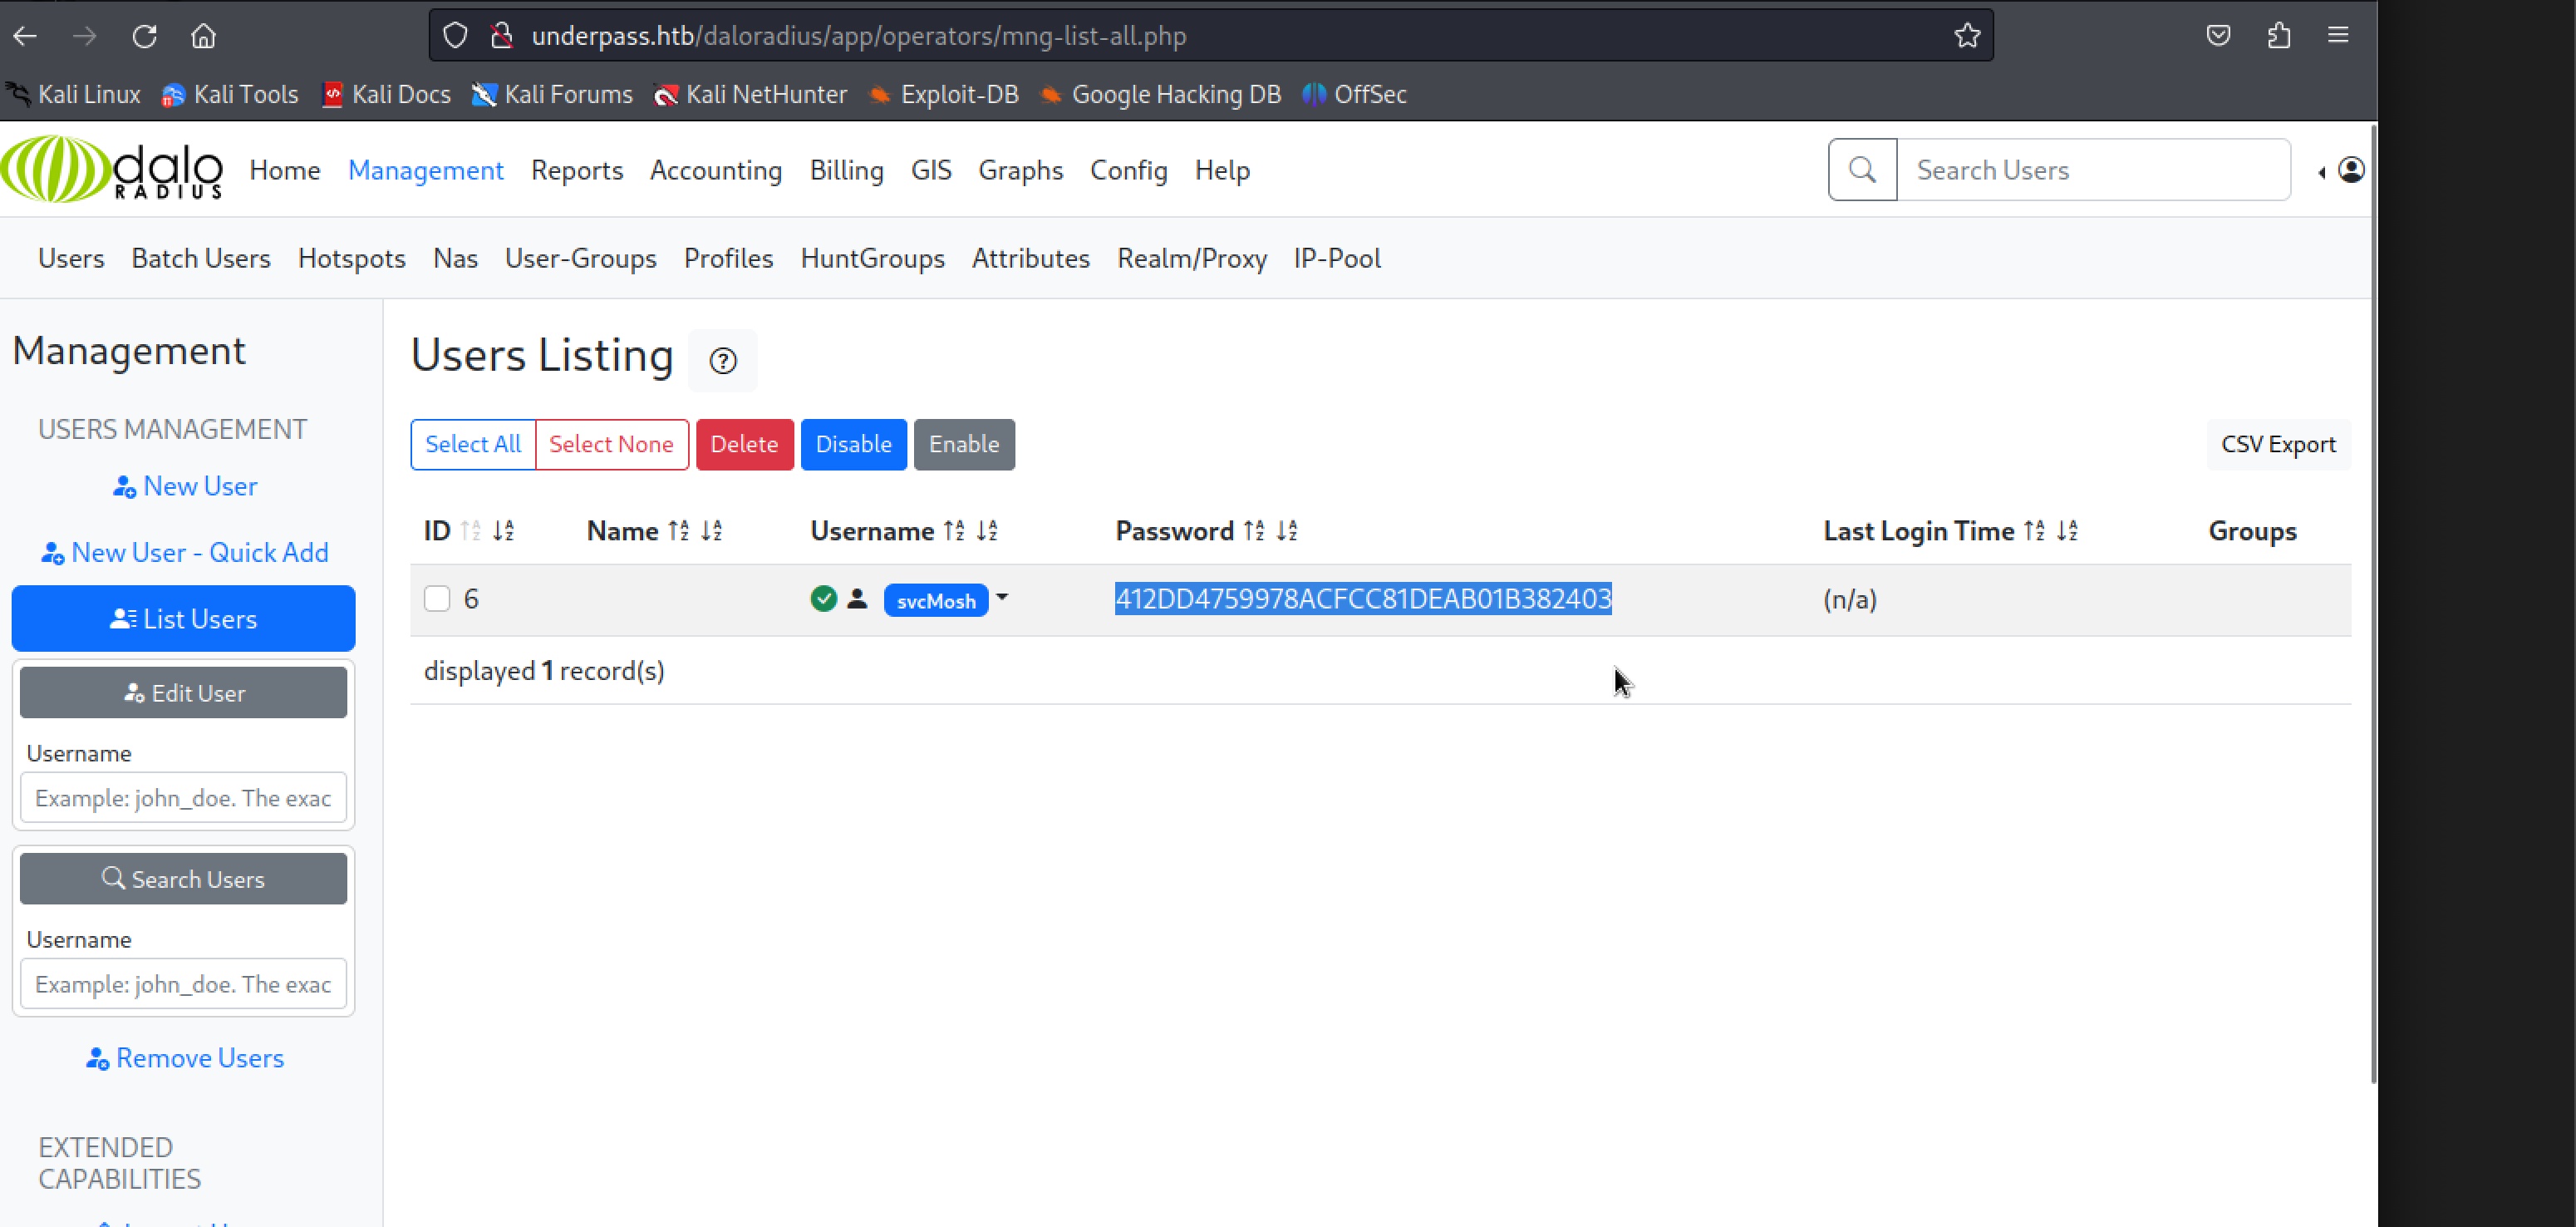 underpass.htb/daloradius/app/operators/mng-list-all.php
Kali Linux Kali Tools Kali Docs Kali Forums Kali NetHunter Exploit-DB Google Hacking DB OffSec
dalo RADIUS Home Management Reports Accounting Billing GIS Graphs Config Help Search Users
Users Batch Users Hotspots Nas User-Groups Profiles HuntGroups Attributes Realm/Proxy IP-Pool
Management
USERS MANAGEMENT
New User
New User - Quick Add
List Users
Edit User
Username
Example: john_doe. The exac
Search Users
Username
Example: john_doe. The exac
Remove Users
EXTENDED
CAPABILITIES
Users Listing
Select All Select None Delete Disable Enable CSV Export
ID Name Username Password Last Login Time Groups
6 svcMosh 412DD4759978ACFCC81DEAB01B382403 (n/a)
displayed 1 record(s)